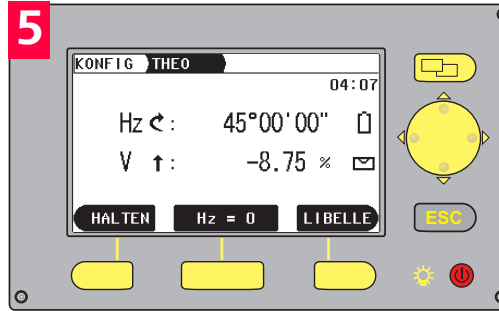 5
KONFIG THEO
04:07
Hz : 45°00'00"
V : -8.75 %
HALTEN Hz = 0 LIBELLE
ESC